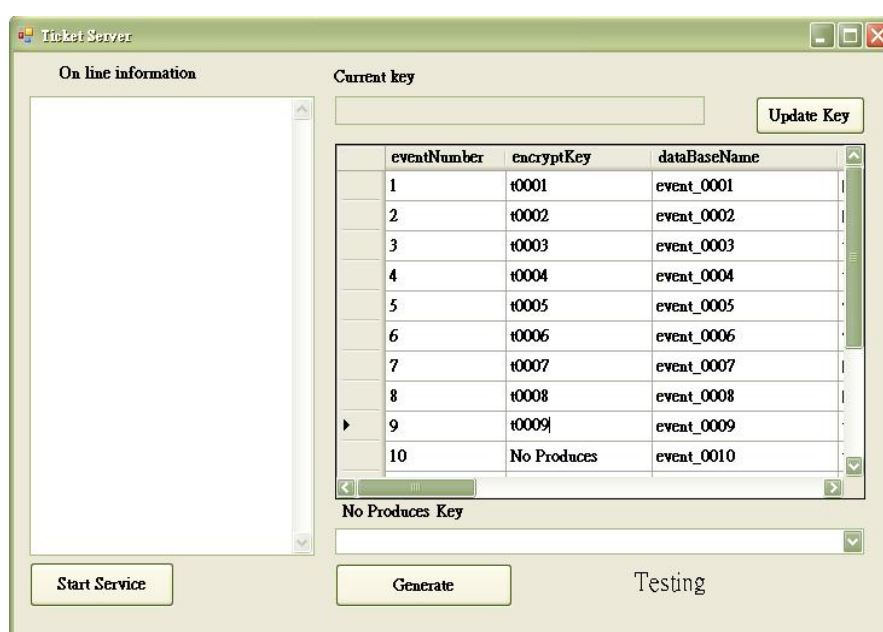 Ticket Server
On line information
Current key
Update Key
eventNumber encryptKey dataBaseName
1 t0001 event_0001
2 t0002 event_0002
3 t0003 event_0003
4 t0004 event_0004
5 t0005 event_0005
6 t0006 event_0006
7 t0007 event_0007
8 t0008 event_0008
9 t0009 event_0009
10 No Produces event_0010
No Produces Key
Start Service
Generate
Testing